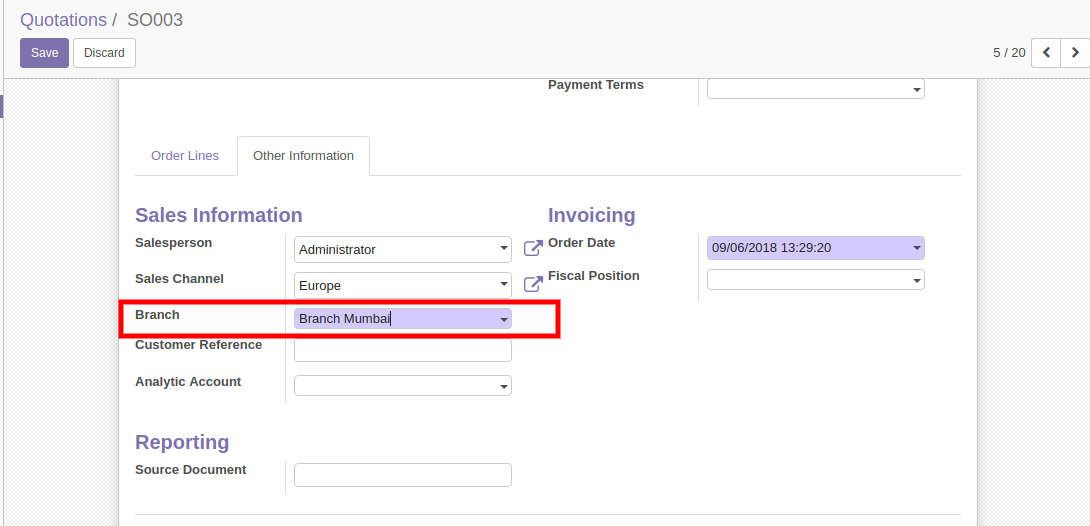 Quotations / SO003
Save Discard
5 / 20
Payment Terms
Order Lines Other Information
Sales Information
Salesperson Administrator
Sales Channel Europe
Branch Branch Mumbai
Customer Reference
Analytic Account
Invoicing
Order Date 09/06/2018 13:29:20
Fiscal Position
Reporting
Source Document